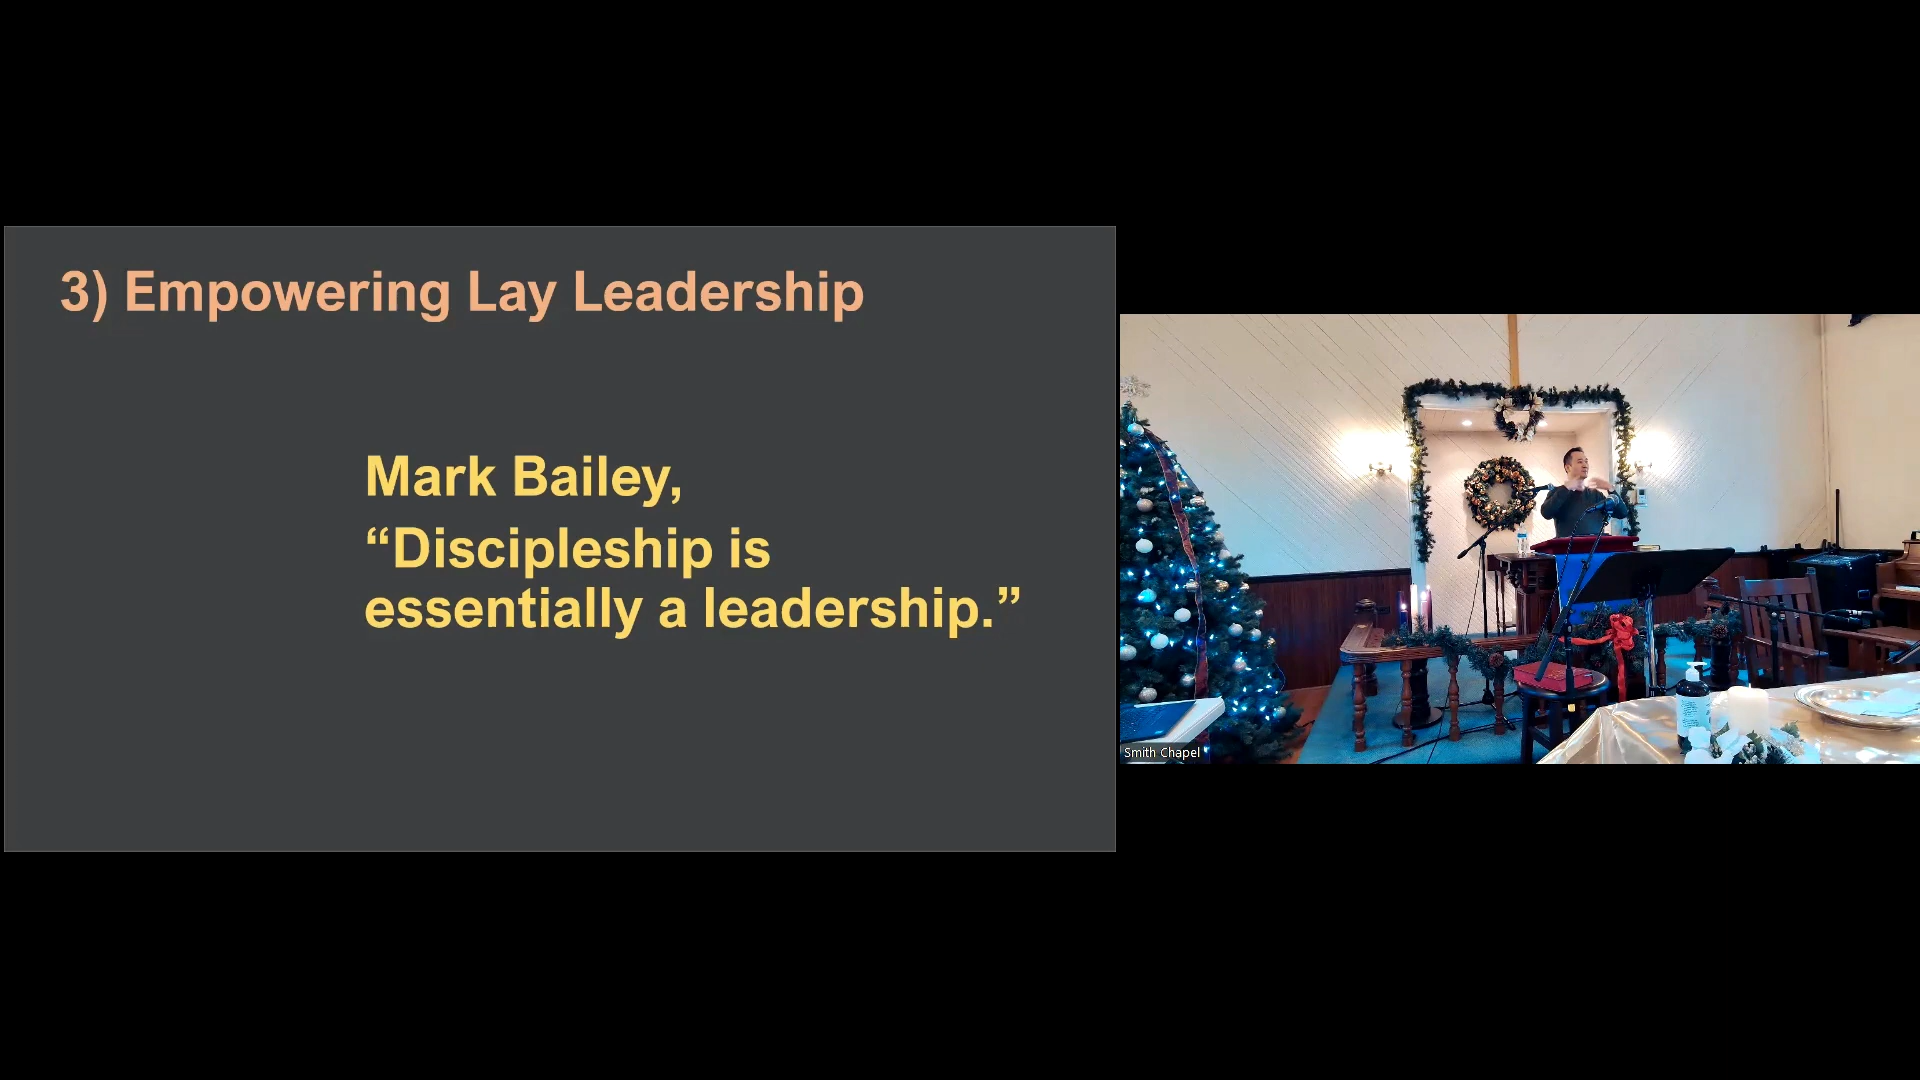 3) Empowering Lay Leadership
Mark Bailey,
“Discipleship is
essentially a leadership.”
Smith Chapel